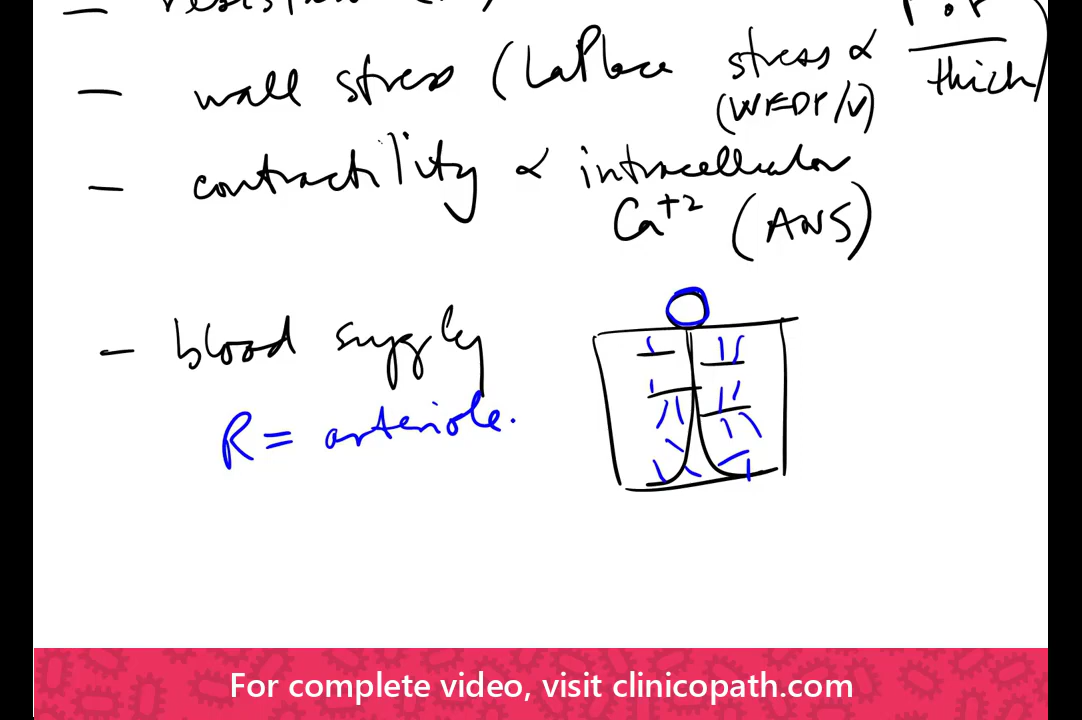 — wall stress (LaPlace stress ∝ P.r / thick)
(VEDP/V)
— contractility ∝ intracellular
Ca+2 (ANS)
— blood supply
R = arteriole.
For complete video, visit clinicopath.com